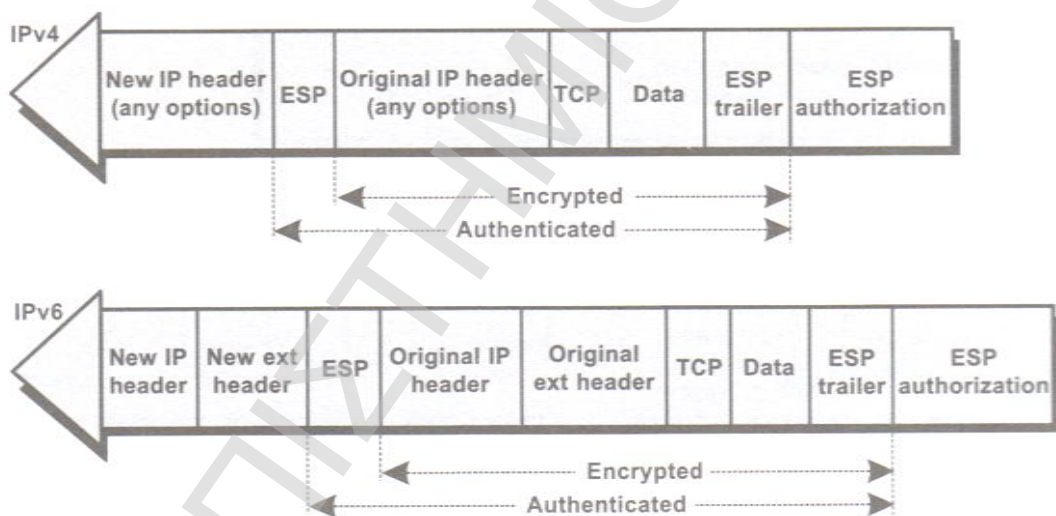 IPv4
New IP header (any options)
ESP
Original IP header (any options)
TCP
Data
ESP trailer
ESP authorization
Encrypted
Authenticated
IPv6
New IP header
New ext header
ESP
Original IP header
Original ext header
TCP
Data
ESP trailer
ESP authorization
Encrypted
Authenticated